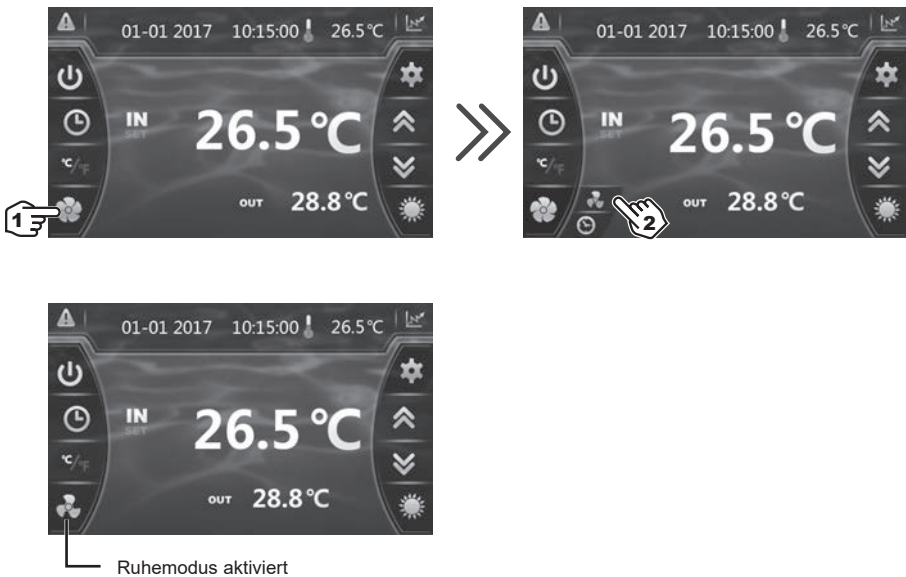 01-01 2017 10:15:00 26.5°C
IN
SET
26.5°C
°C/°F
OUT 28.8°C
1
01-01 2017 10:15:00 26.5°C
IN
SET
26.5°C
°C/°F
OUT 28.8°C
2
01-01 2017 10:15:00 26.5°C
IN
SET
26.5°C
°C/°F
OUT 28.8°C
Ruhemodus aktiviert